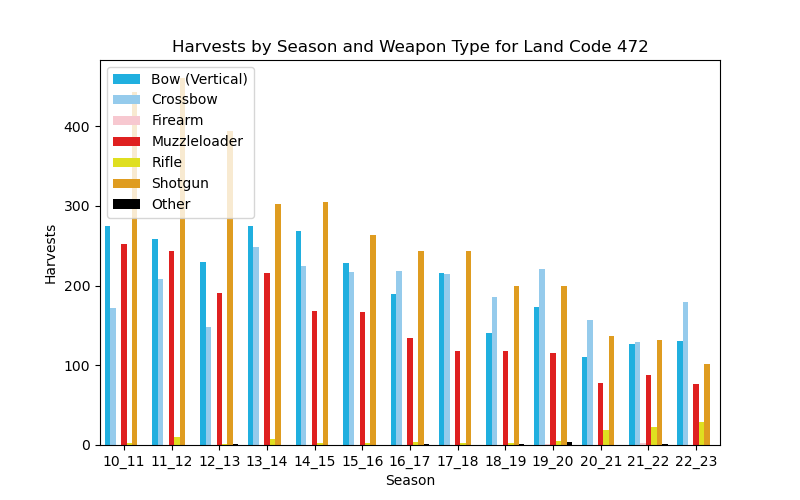 Harvests by Season and Weapon Type for Land Code 472
Bow (Vertical)
Crossbow
Firearm
Muzzleloader
Rifle
Shotgun
Other
Harvests
400
300
200
100
0
10_11 11_12 12_13 13_14 14_15 15_16 16_17 17_18 18_19 19_20 20_21 21_22 22_23
Season